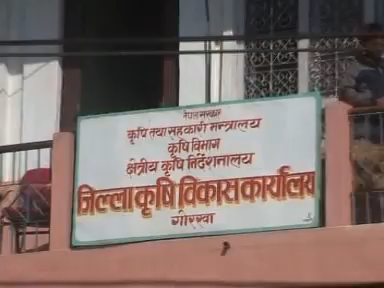 नेपाल सरकार
कृषि तथा सहकारी मन्त्रालय
कृषि विभाग
क्षेत्रीय कृषि निर्देशनालय
जिल्ला कृषि विकास कार्यालय
गोरखा